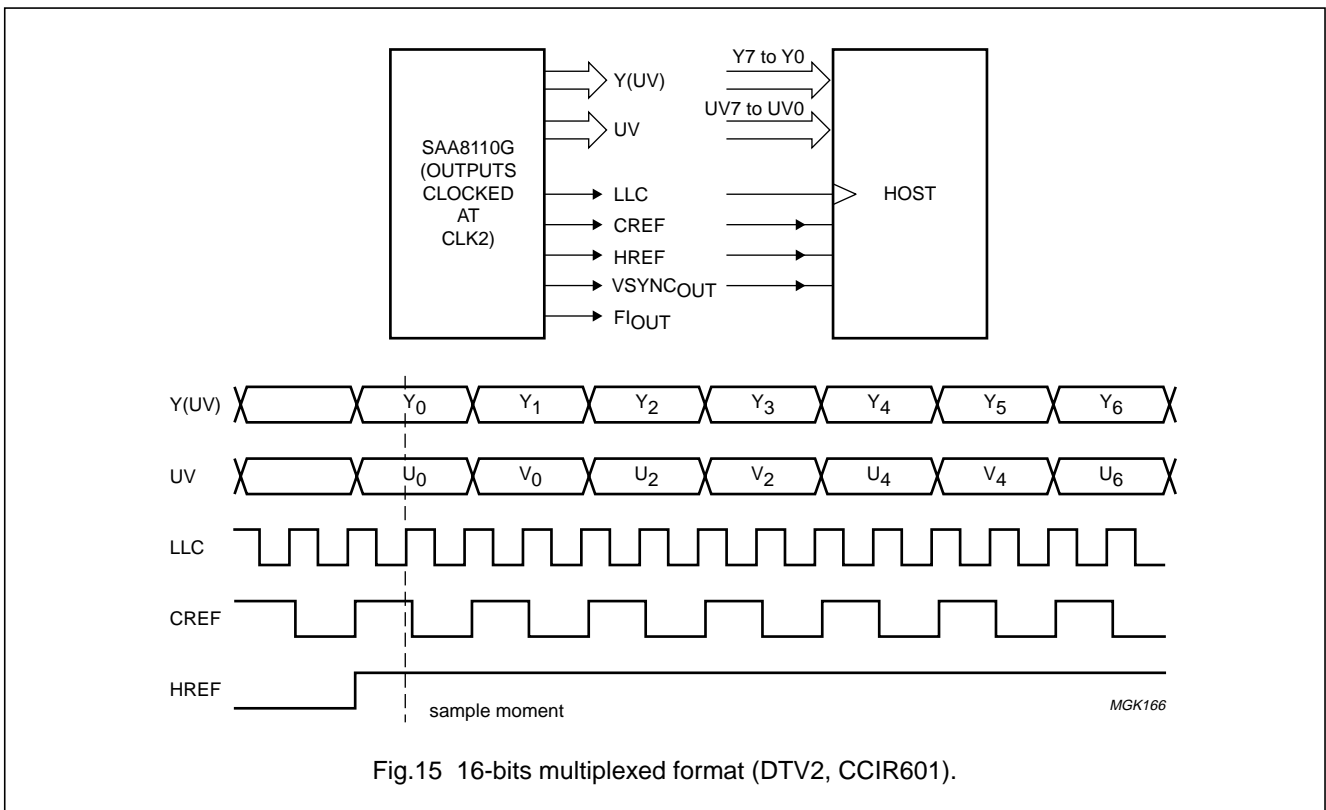 SAA8110G
(OUTPUTS
CLOCKED
AT
CLK2)
Y(UV)
UV
LLC
CREF
HREF
VSYNCOUT
FIOUT
Y7 to Y0
UV7 to UV0
HOST
Y(UV) Y0 Y1 Y2 Y3 Y4 Y5 Y6
UV U0 V0 U2 V2 U4 V4 U6
LLC
CREF
HREF
sample moment
MGK166
Fig.15 16-bits multiplexed format (DTV2, CCIR601).